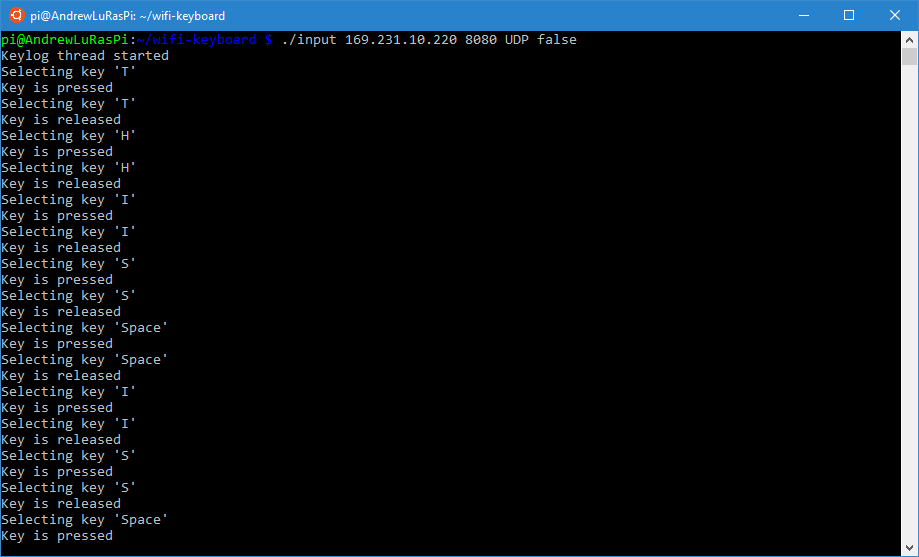 pi@AndrewLuRasPi: ~/wifi-keyboard
pi@AndrewLuRasPi:~/wifi-keyboard $ ./input 169.231.10.220 8080 UDP false
Keylog thread started
Selecting key 'T'
Key is pressed
Selecting key 'T'
Key is released
Selecting key 'H'
Key is pressed
Selecting key 'H'
Key is released
Selecting key 'I'
Key is pressed
Selecting key 'I'
Key is released
Selecting key 'S'
Key is pressed
Selecting key 'S'
Key is released
Selecting key 'Space'
Key is pressed
Selecting key 'Space'
Key is released
Selecting key 'I'
Key is pressed
Selecting key 'I'
Key is released
Selecting key 'S'
Key is pressed
Selecting key 'S'
Key is released
Selecting key 'Space'
Key is pressed